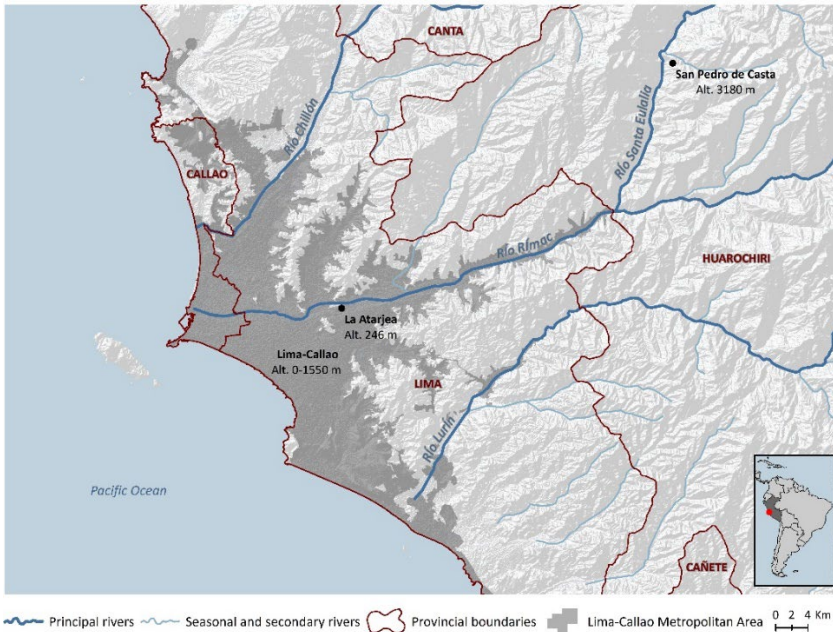 CANTA
San Pedro de Casta
Alt. 3180 m
Río Chillón
Río Santa Eulalia
CALLAO
Río Rímac
HUAROCHIRI
La Atarjea
Alt. 246 m
Lima-Callao
Alt. 0-1550 m
LIMA
Río Lurín
Pacific Ocean
CAÑETE
Principal rivers
Seasonal and secondary rivers
Provincial boundaries
Lima-Callao Metropolitan Area
0 2 4 Km